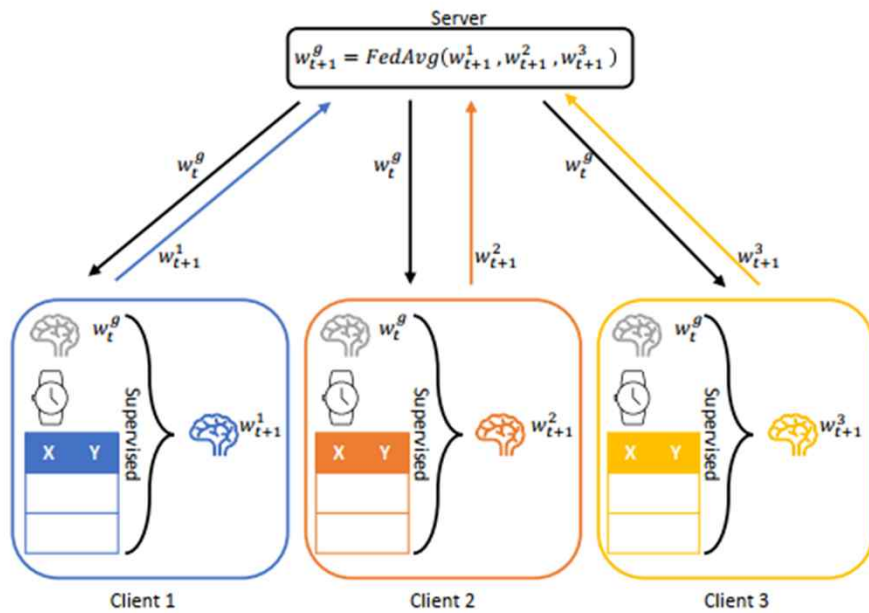 Server
$w_{t+1}^{g} = FedAvg(w_{t+1}^{1}, w_{t+1}^{2}, w_{t+1}^{3})$
$w_t^g$ $w_t^g$ $w_t^g$
$w_{t+1}^1$ $w_{t+1}^2$ $w_{t+1}^3$
$w_t^g$
Supervised
X Y
$w_{t+1}^1$
$w_t^g$
Supervised
X Y
$w_{t+1}^2$
$w_t^g$
Supervised
X Y
$w_{t+1}^3$
Client 1 Client 2 Client 3